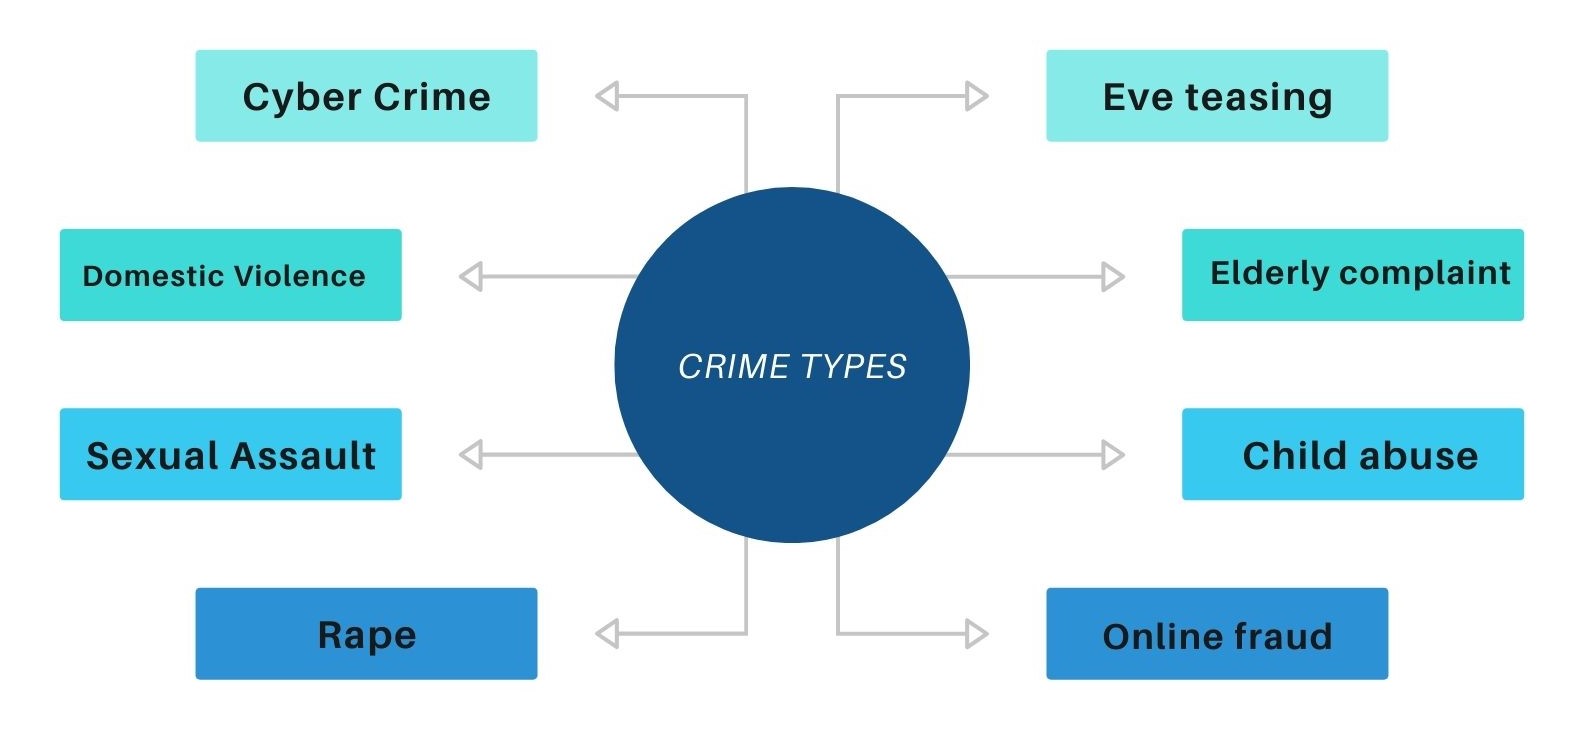 Cyber Crime
Eve teasing
Domestic Violence
Elderly complaint
CRIME TYPES
Sexual Assault
Child abuse
Rape
Online fraud